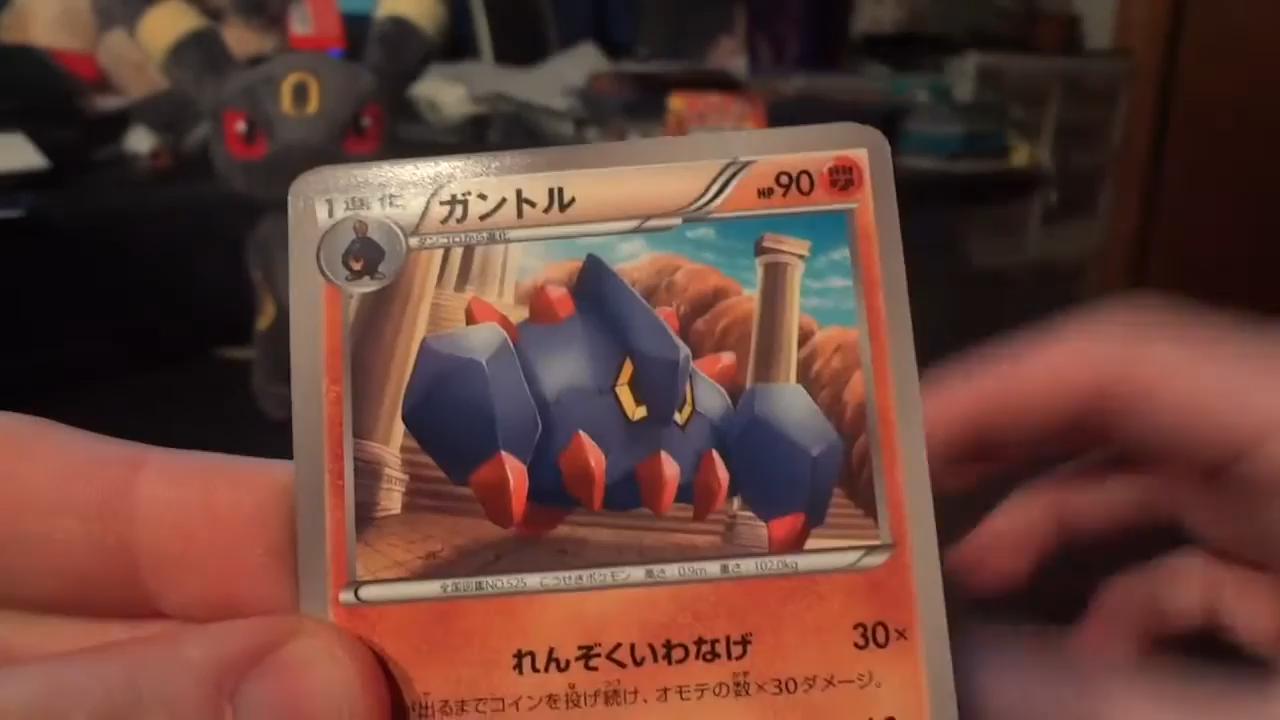 1進化 ガントル HP90
ダンゴロから進化
全国図鑑NO.525 こうせきポケモン 高さ:0.9m 重さ:102.0kg
れんぞくいわなげ 30×
出るまでコインを投げ続け、オモテの数×30ダメージ。